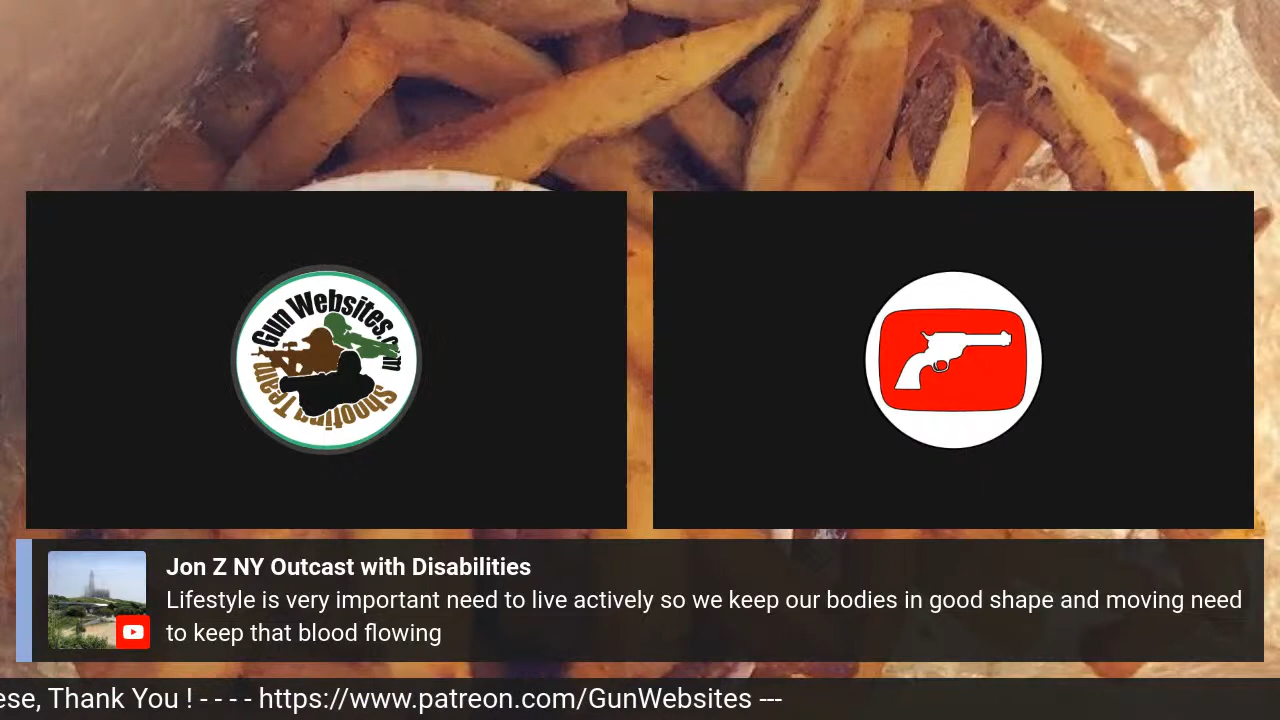 Gun Websites.com
Shooting Team
Jon Z NY Outcast with Disabilities
Lifestyle is very important need to live actively so we keep our bodies in good shape and moving need
to keep that blood flowing
ese, Thank You ! - - - - https://www.patreon.com/GunWebsites ---